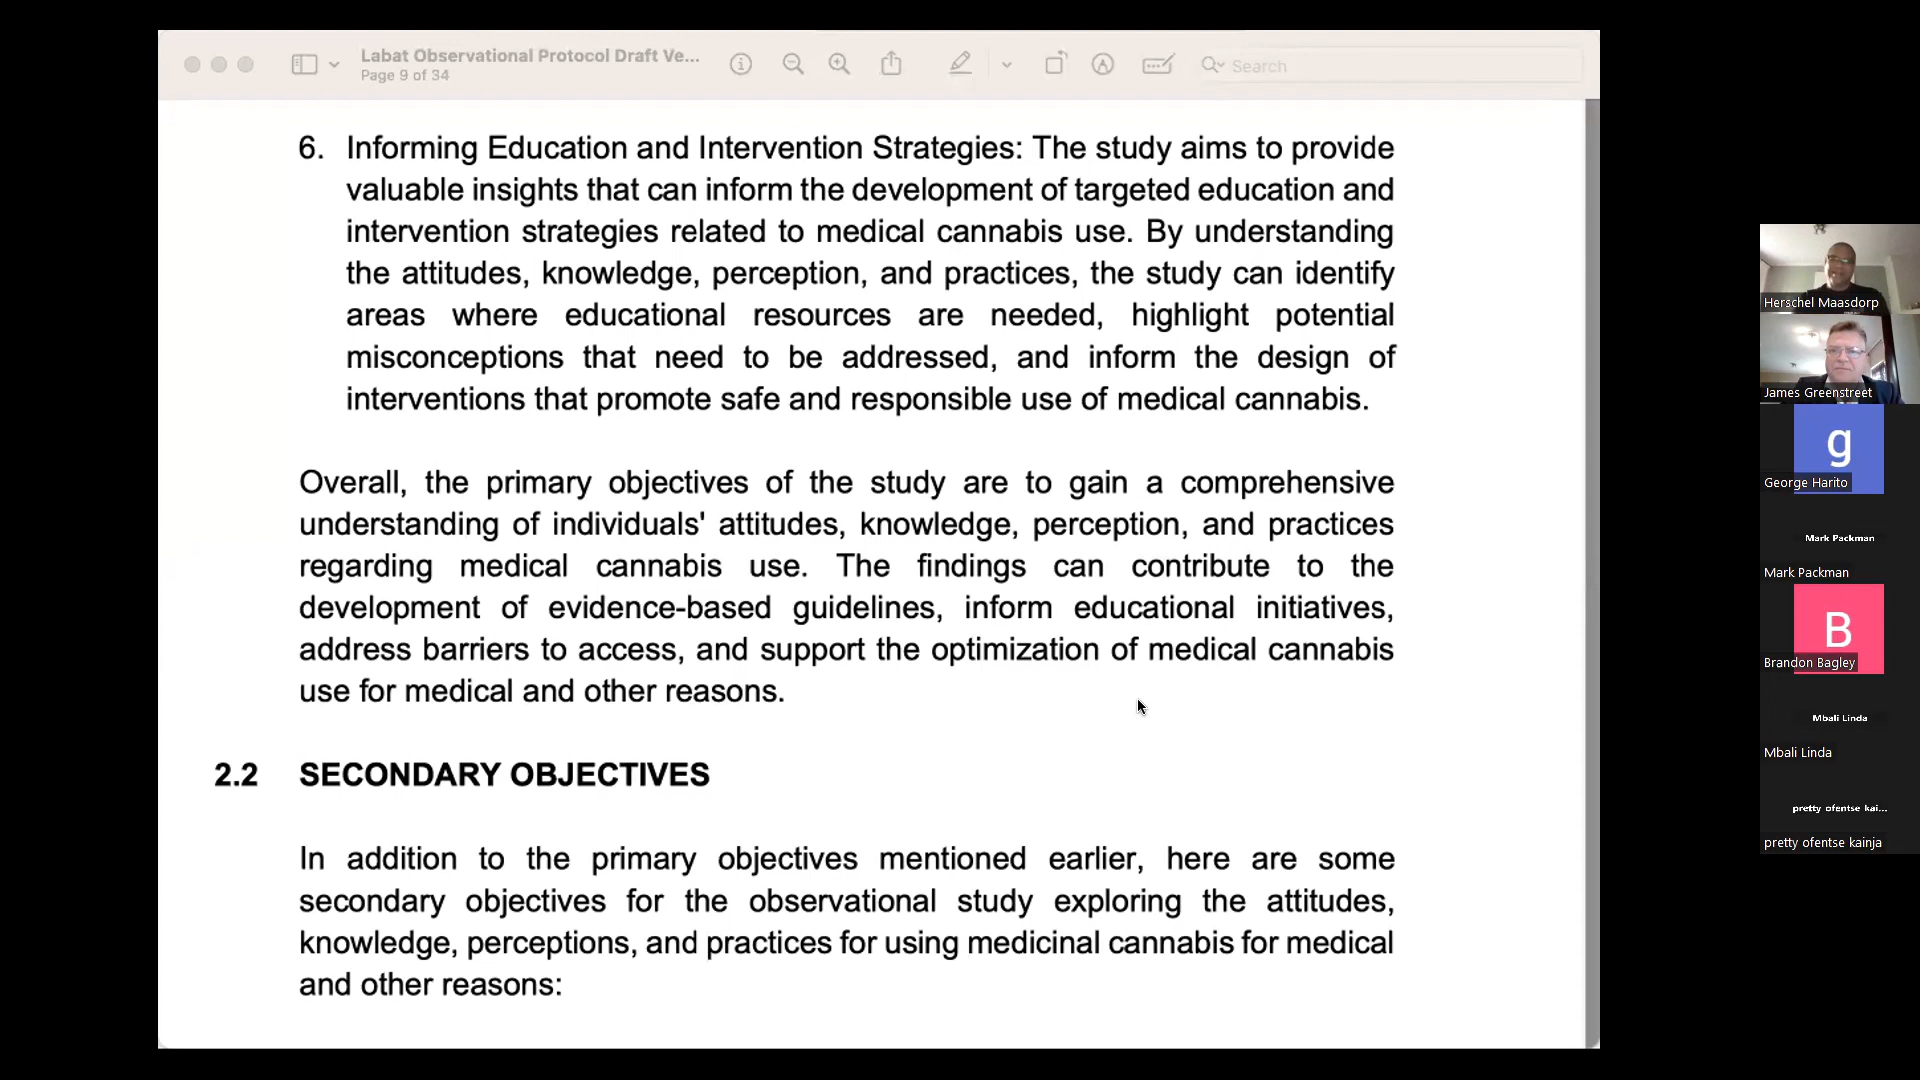 Labat Observational Protocol Draft Ve...
Page 9 of 34
Search
6. Informing Education and Intervention Strategies: The study aims to provide
valuable insights that can inform the development of targeted education and
intervention strategies related to medical cannabis use. By understanding
the attitudes, knowledge, perception, and practices, the study can identify
areas where educational resources are needed, highlight potential
misconceptions that need to be addressed, and inform the design of
interventions that promote safe and responsible use of medical cannabis.
Overall, the primary objectives of the study are to gain a comprehensive
understanding of individuals' attitudes, knowledge, perception, and practices
regarding medical cannabis use. The findings can contribute to the
development of evidence-based guidelines, inform educational initiatives,
address barriers to access, and support the optimization of medical cannabis
use for medical and other reasons.
2.2 SECONDARY OBJECTIVES
In addition to the primary objectives mentioned earlier, here are some
secondary objectives for the observational study exploring the attitudes,
knowledge, perceptions, and practices for using medicinal cannabis for medical
and other reasons:
Herschel Maasdorp
James Greenstreet
g
George Harito
Mark Packman
Mark Packman
B
Brandon Bagley
Mbali Linda
Mbali Linda
pretty ofentse kai...
pretty ofentse kainja